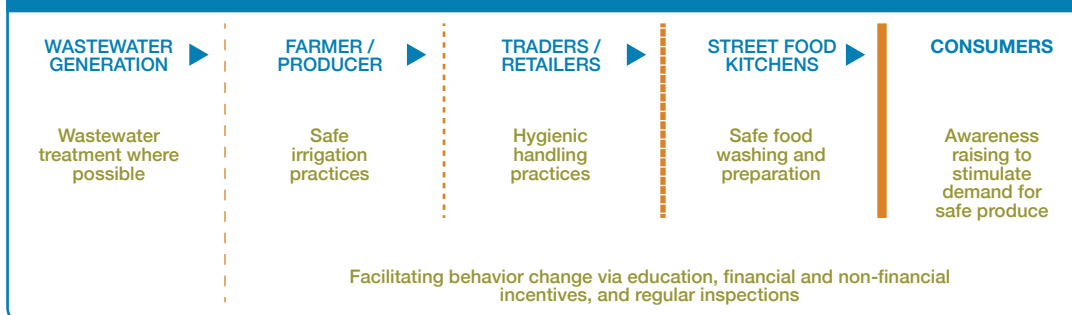 WASTEWATER
GENERATION
FARMER /
PRODUCER
TRADERS /
RETAILERS
STREET FOOD
KITCHENS
CONSUMERS
Wastewater
treatment where
possible
Safe
irrigation
practices
Hygienic
handling
practices
Safe food
washing and
preparation
Awareness
raising to
stimulate
demand for
safe produce
Facilitating behavior change via education, financial and non-financial
incentives, and regular inspections